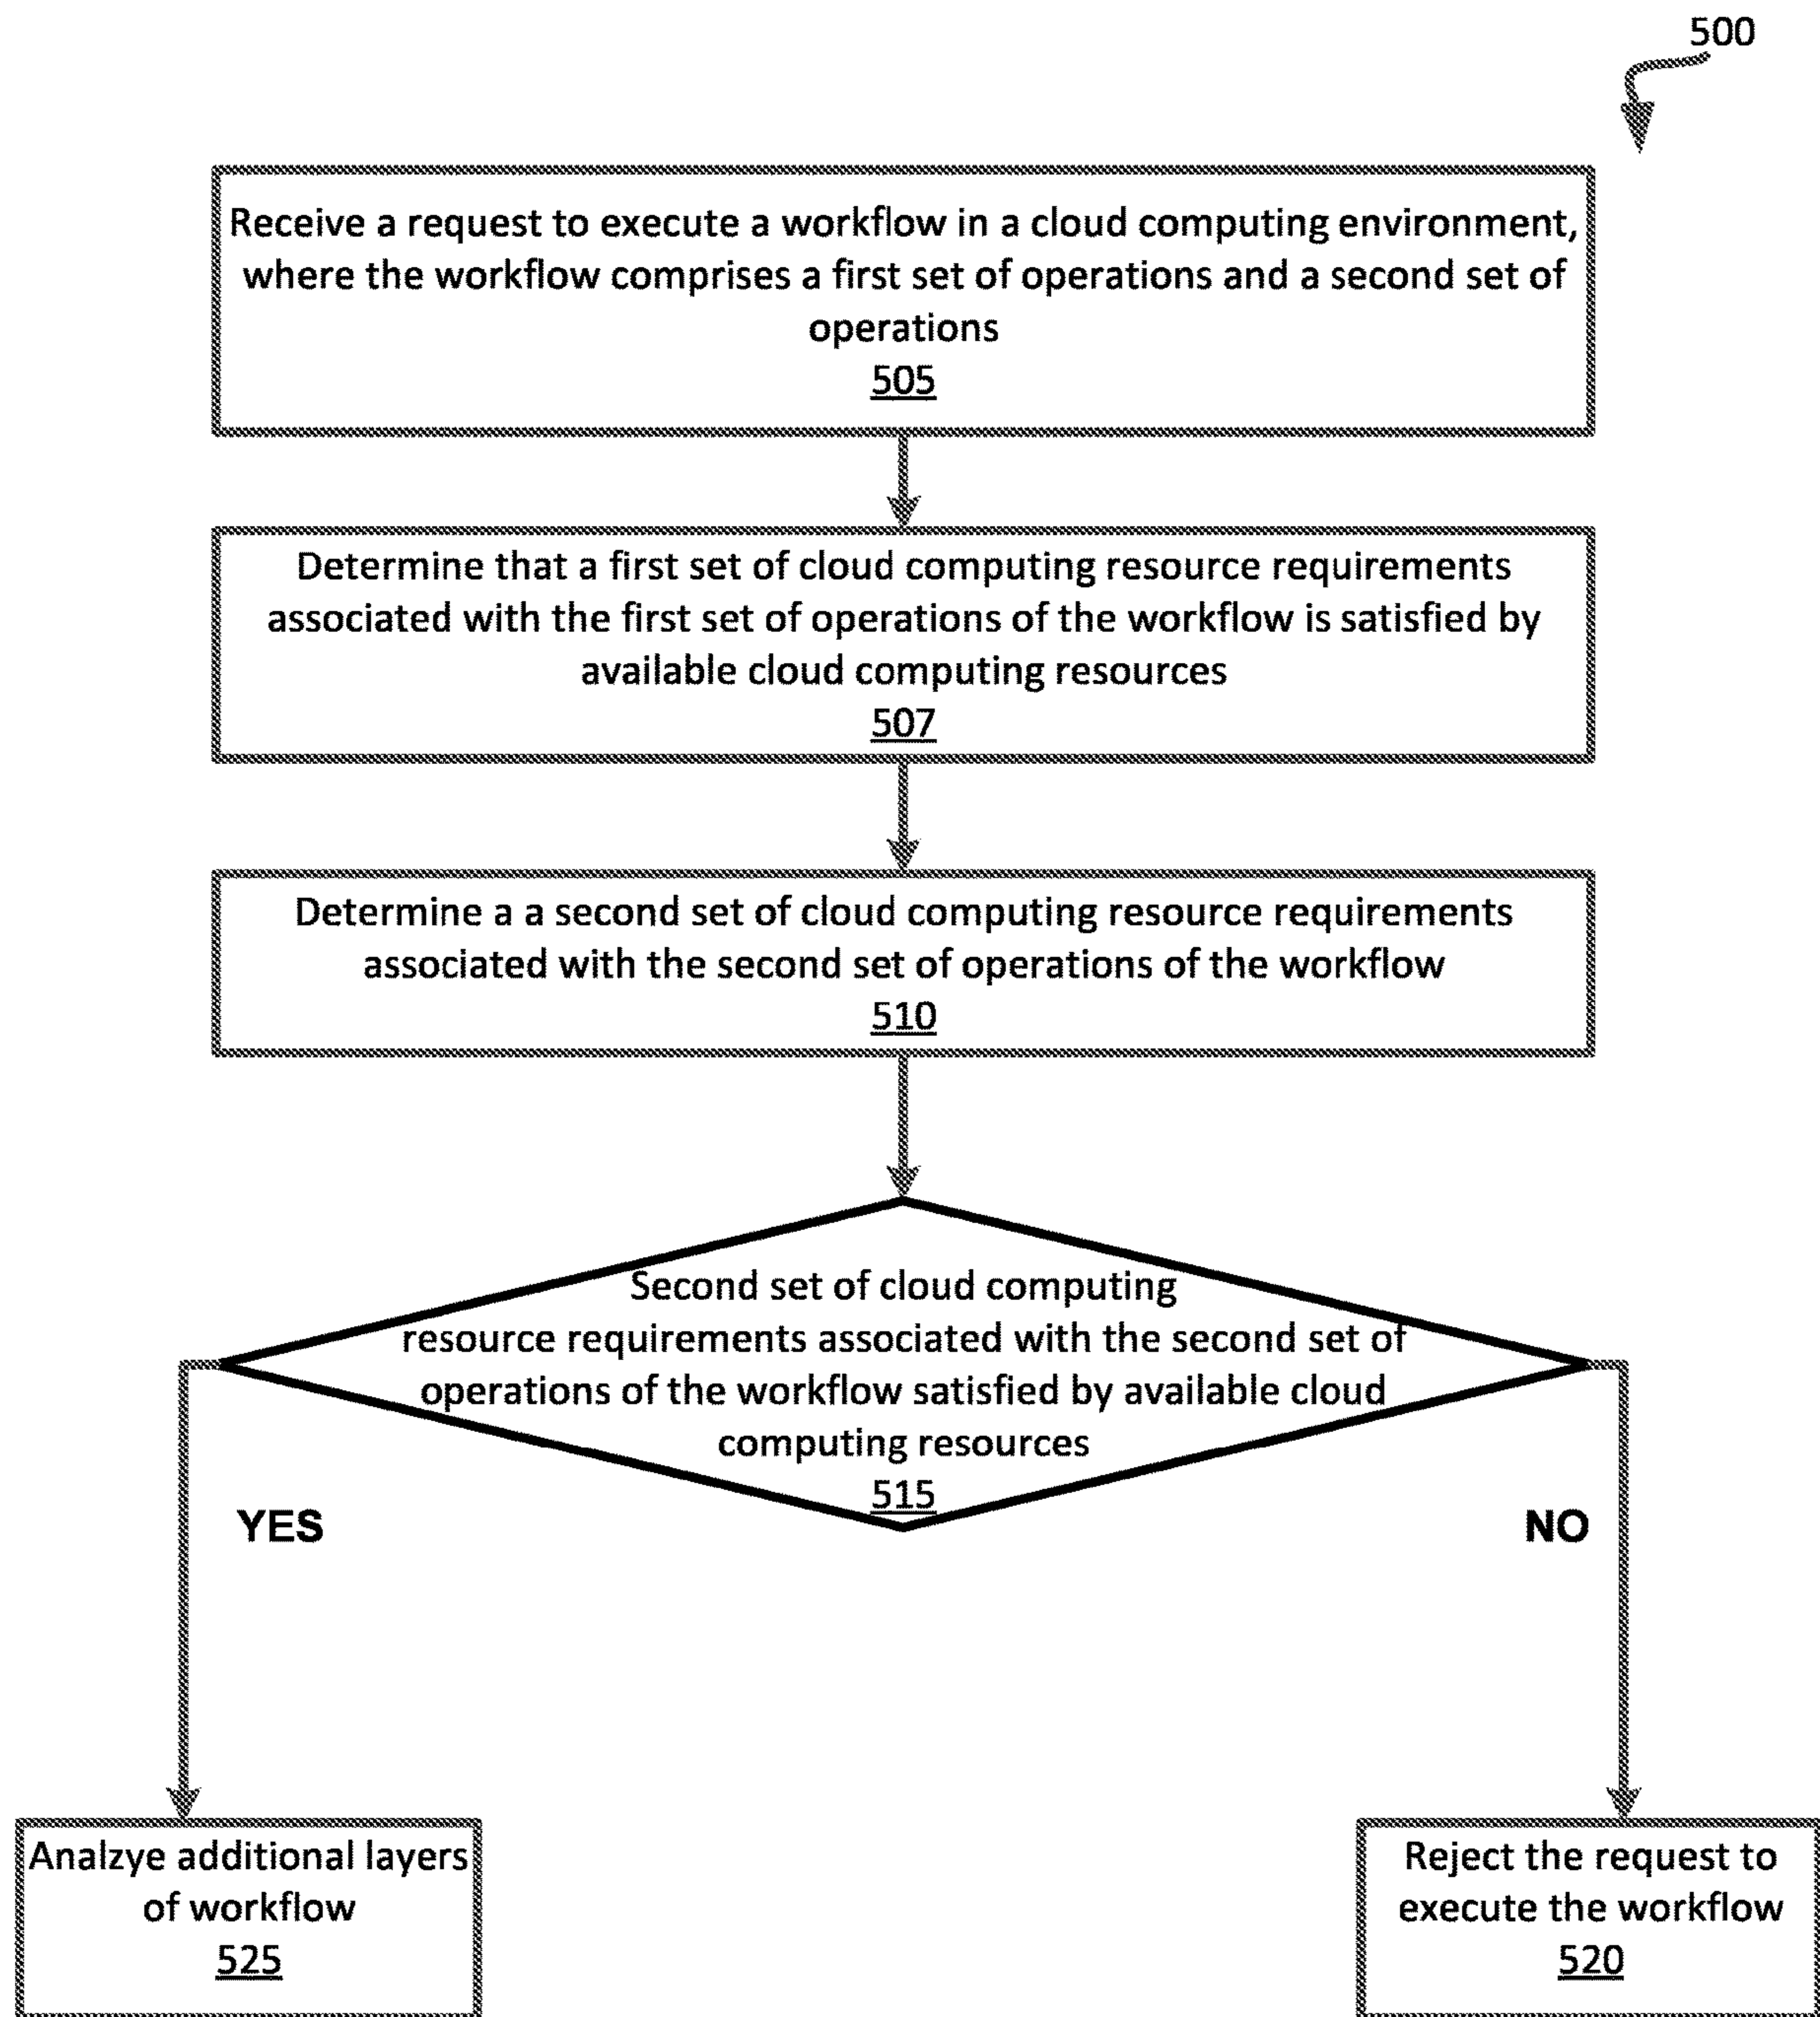 500
Receive a request to execute a workflow in a cloud computing environment,
where the workflow comprises a first set of operations and a second set of
operations
505
Determine that a first set of cloud computing resource requirements
associated with the first set of operations of the workflow is satisfied by
available cloud computing resources
507
Determine a a second set of cloud computing resource requirements
associated with the second set of operations of the workflow
510
Second set of cloud computing
resource requirements associated with the second set of
operations of the workflow satisfied by available cloud
computing resources
515
YES
NO
Analzye additional layers
of workflow
525
Reject the request to
execute the workflow
520